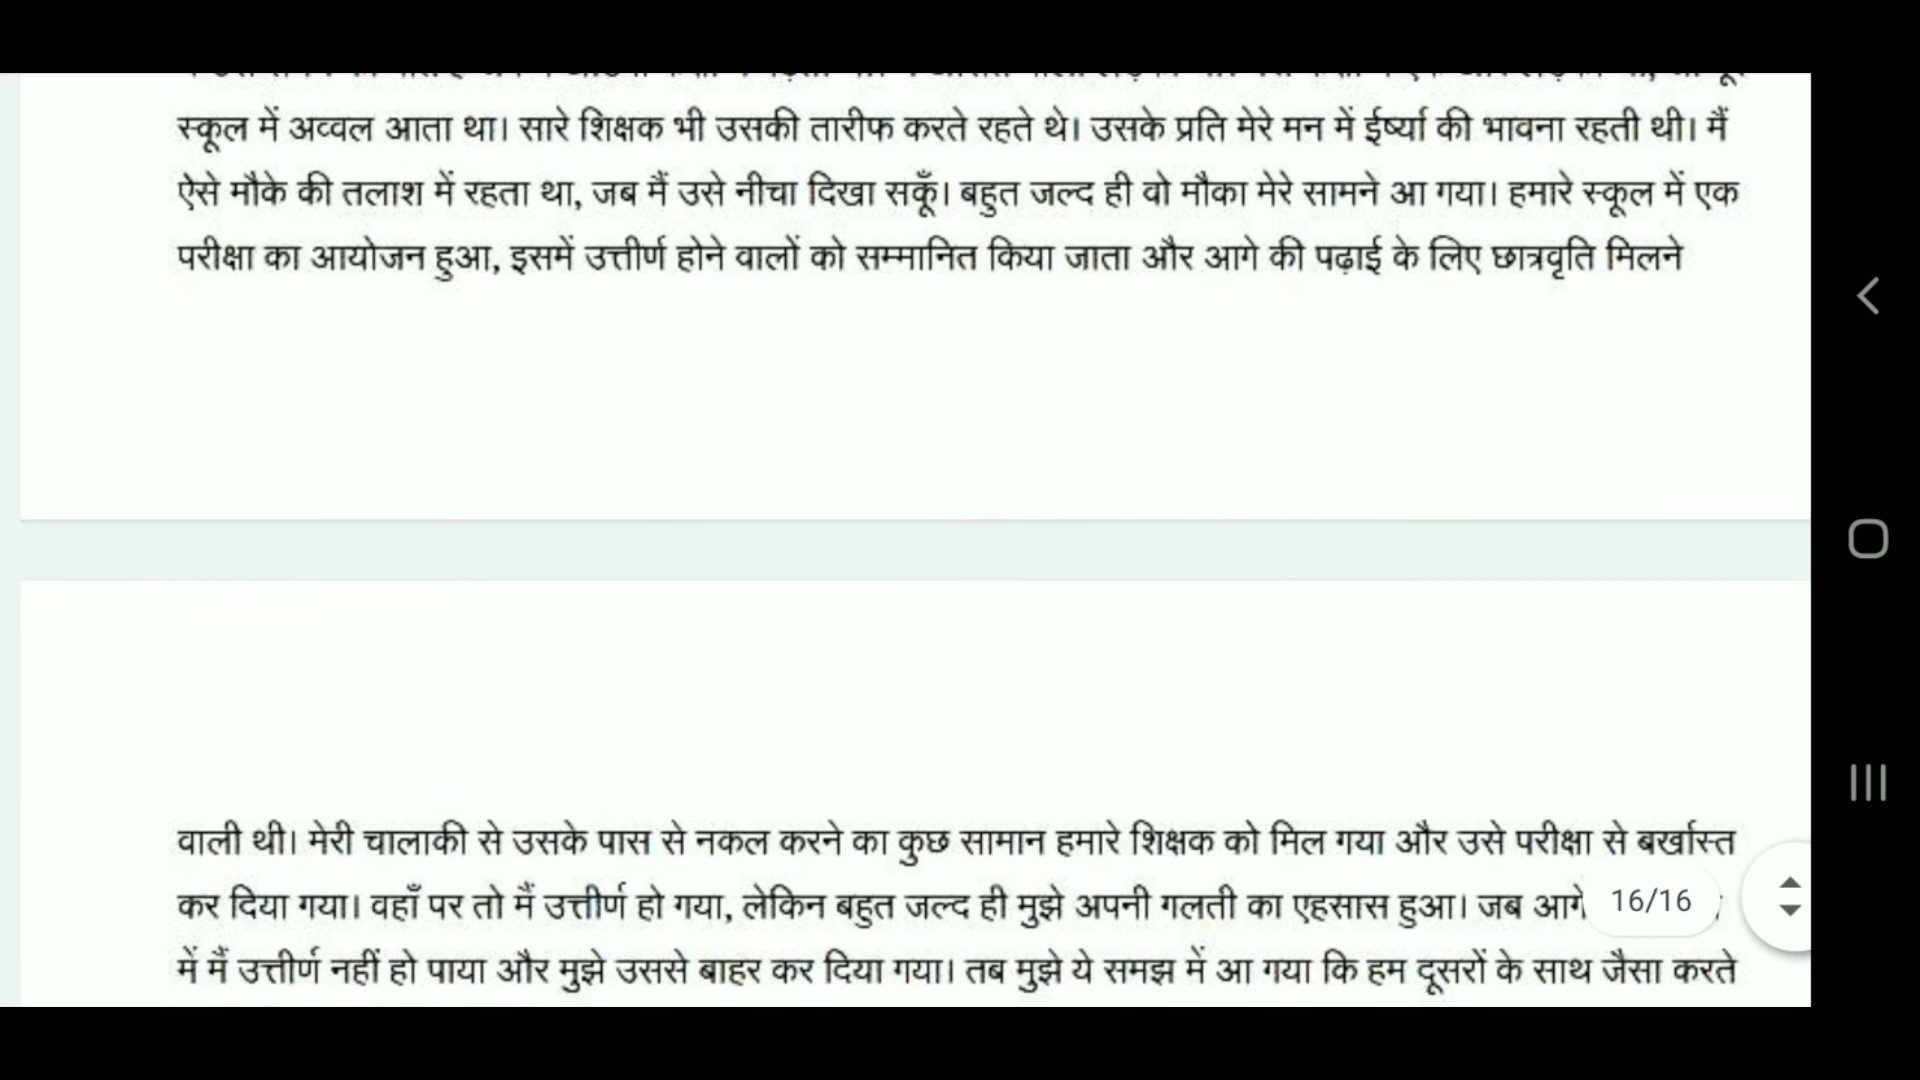 स्कूल में अव्वल आता था। सारे शिक्षक भी उसकी तारीफ करते रहते थे। उसके प्रति मेरे मन में ईर्ष्या की भावना रहती थी। मैं
ऐसे मौके की तलाश में रहता था, जब मैं उसे नीचा दिखा सकूँ। बहुत जल्द ही वो मौका मेरे सामने आ गया। हमारे स्कूल में एक
परीक्षा का आयोजन हुआ, इसमें उत्तीर्ण होने वालों को सम्मानित किया जाता और आगे की पढ़ाई के लिए छात्रवृति मिलने
वाली थी। मेरी चालाकी से उसके पास से नकल करने का कुछ सामान हमारे शिक्षक को मिल गया और उसे परीक्षा से बर्खास्त
कर दिया गया। वहाँ पर तो मैं उत्तीर्ण हो गया, लेकिन बहुत जल्द ही मुझे अपनी गलती का एहसास हुआ। जब आगे
16/16
में मैं उत्तीर्ण नहीं हो पाया और मुझे उससे बाहर कर दिया गया। तब मुझे ये समझ में आ गया कि हम दूसरों के साथ जैसा करते